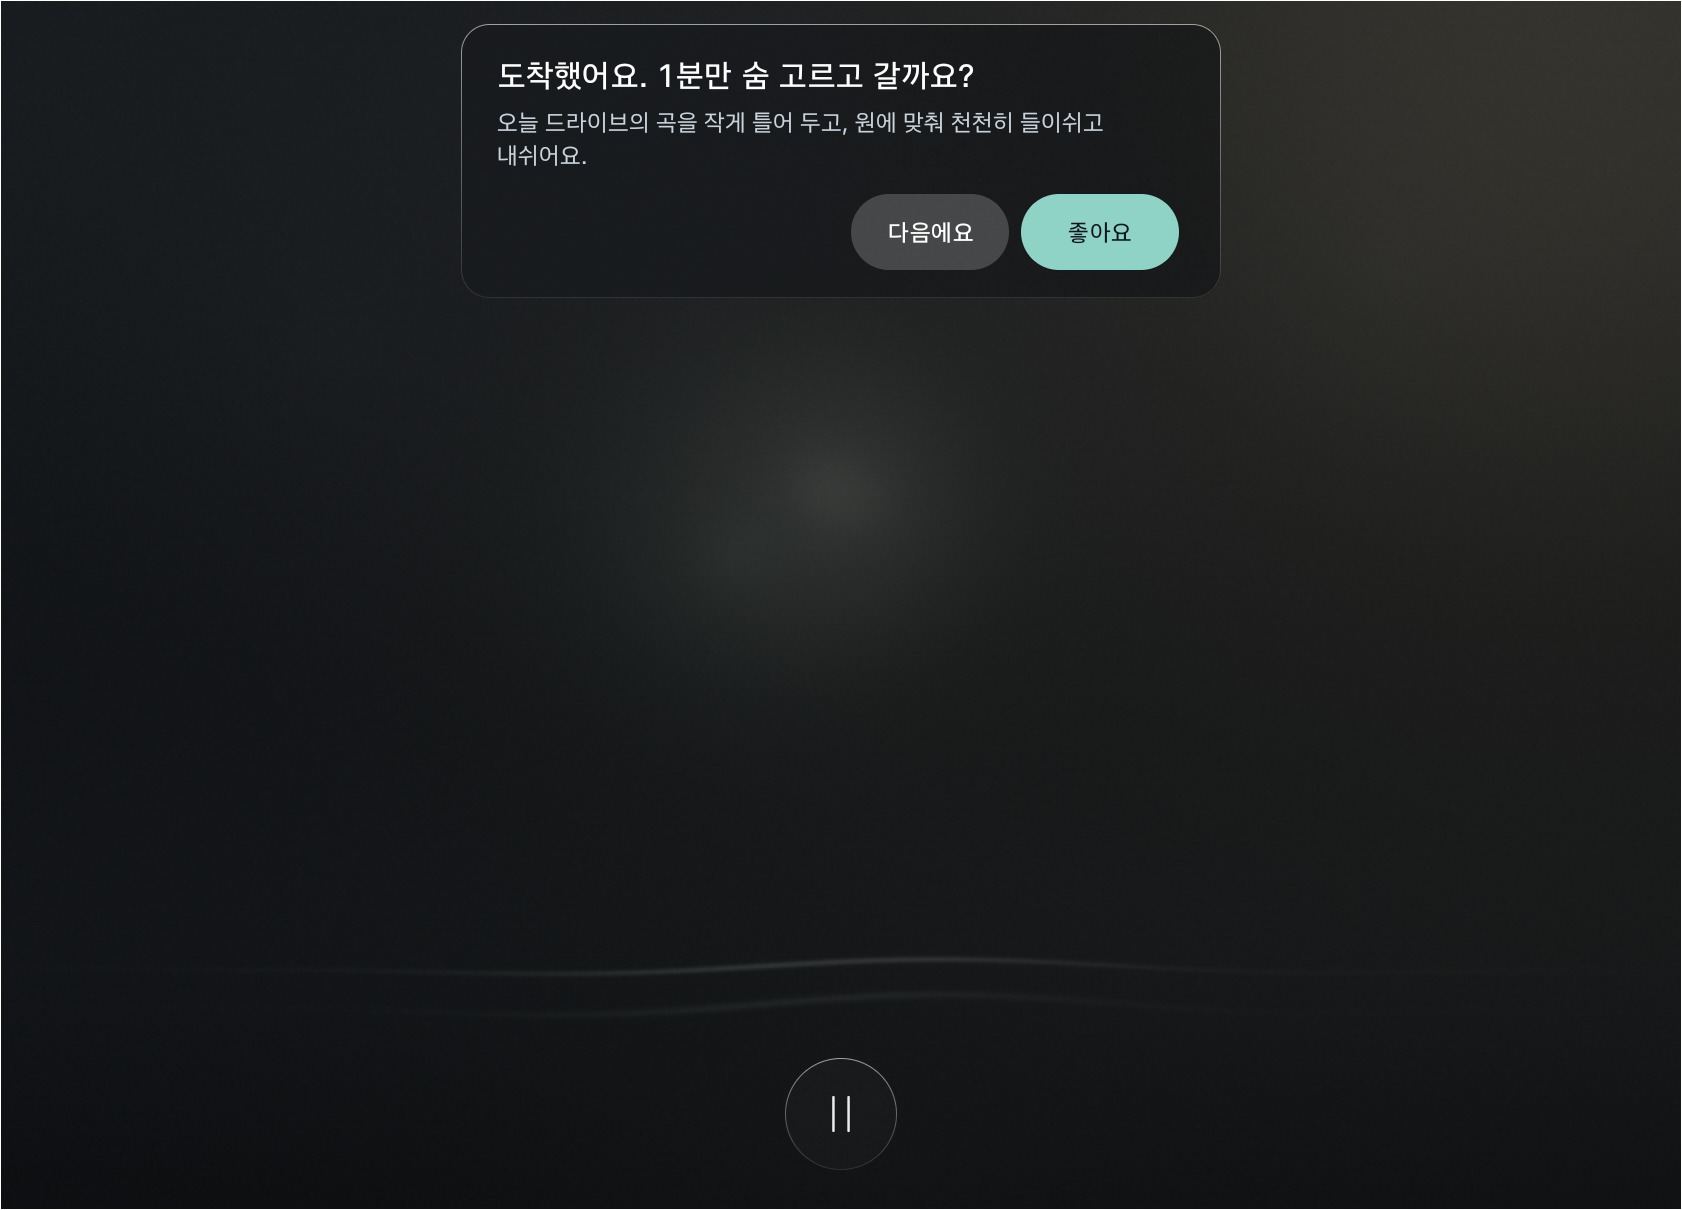 도착했어요. 1분만 숨 고르고 갈까요?
오늘 드라이브의 곡을 작게 틀어 두고, 원에 맞춰 천천히 들이쉬고
내쉬어요.
다음에요
좋아요